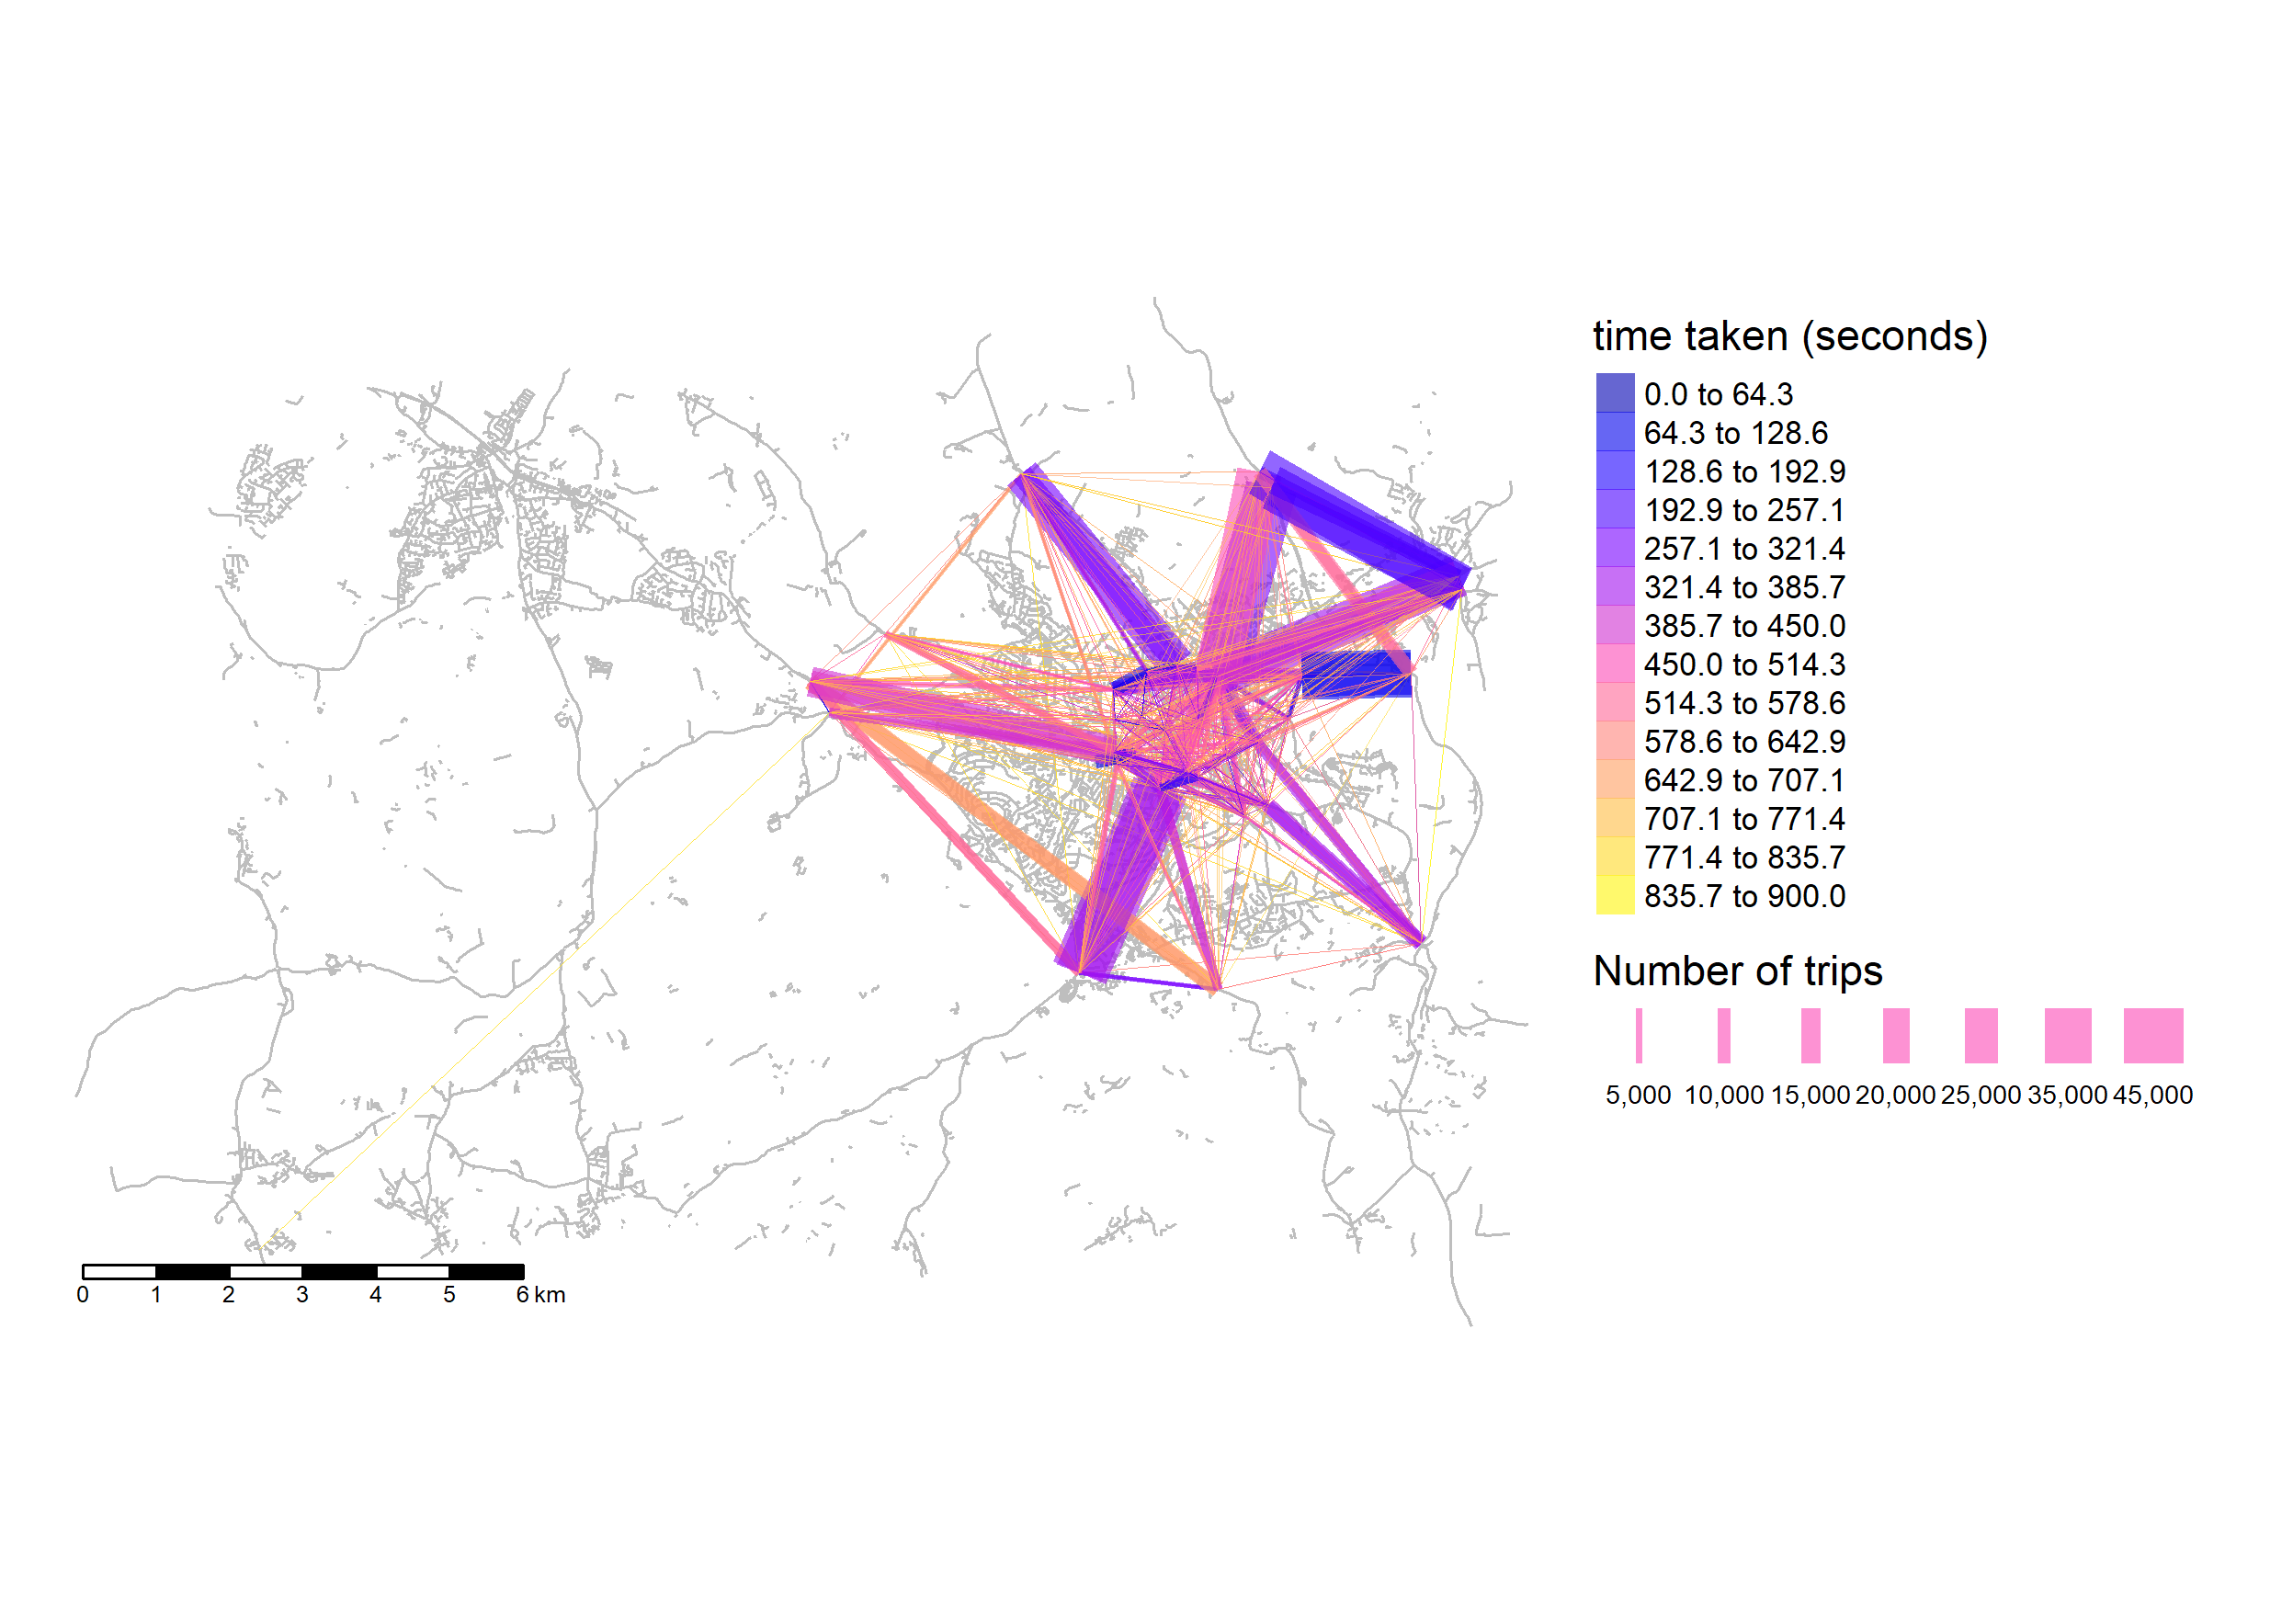 time taken (seconds)
0.0 to 64.3
64.3 to 128.6
128.6 to 192.9
192.9 to 257.1
257.1 to 321.4
321.4 to 385.7
385.7 to 450.0
450.0 to 514.3
514.3 to 578.6
578.6 to 642.9
642.9 to 707.1
707.1 to 771.4
771.4 to 835.7
835.7 to 900.0
Number of trips
5,000 10,000 15,000 20,000 25,000 35,000 45,000
0 1 2 3 4 5 6 km